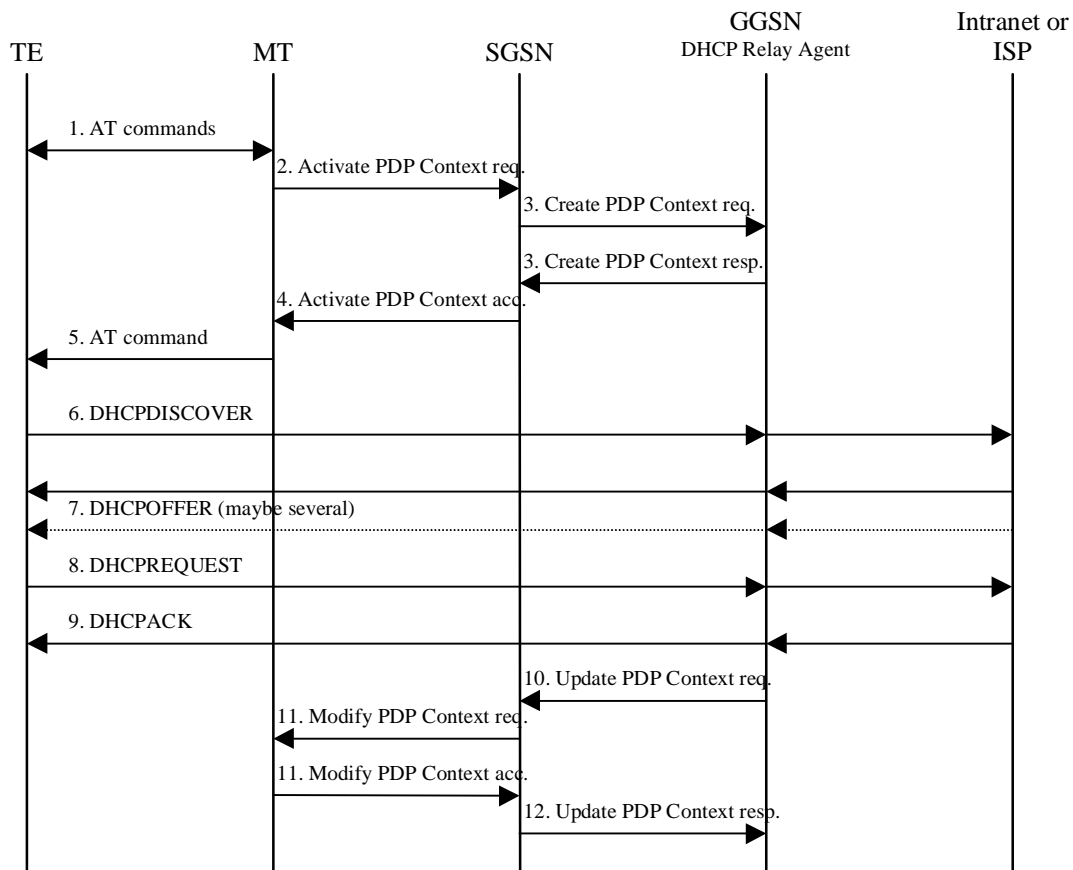 GGSN
Intranet or
TE
MT
SGSN
DHCP Relay Agent
ISP
1. AT commands
2. Activate PDP Context req.
3. Create PDP Context req.
3. Create PDP Context resp.
4. Activate PDP Context acc.
5. AT command
6. DHCPDISCOVER
7. DHCPOFFER (maybe several)
8. DHCPREQUEST
9. DHCPACK
10. Update PDP Context req.
11. Modify PDP Context req.
11. Modify PDP Context acc.
12. Update PDP Context resp.